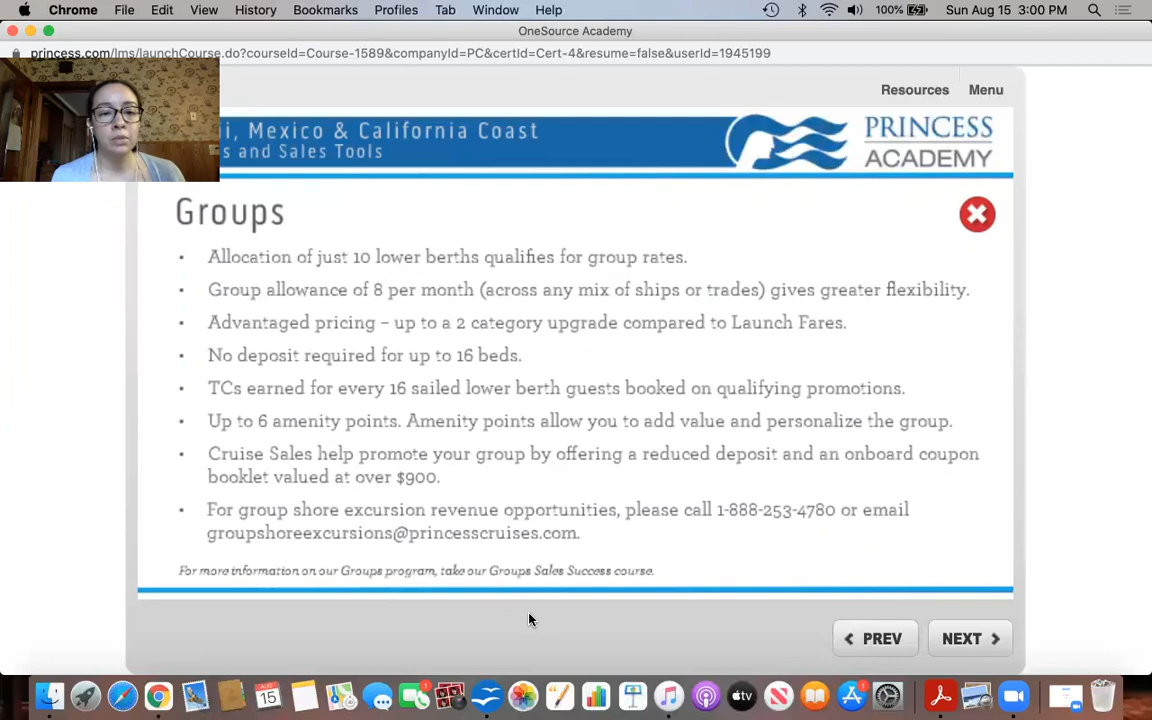 Chrome File Edit View History Bookmarks Profiles Tab Window Help 100% Sun Aug 15 3:00 PM
OneSource Academy
princess.com/lms/launchCourse.do?courseId=Course-1589&companyId=PC&certId=Cert-4&resume=false&userId=1945199
Resources Menu
i, Mexico & California Coast
s and Sales Tools
PRINCESS
ACADEMY
Groups
• Allocation of just 10 lower berths qualifies for group rates.
• Group allowance of 8 per month (across any mix of ships or trades) gives greater flexibility.
• Advantaged pricing – up to a 2 category upgrade compared to Launch Fares.
• No deposit required for up to 16 beds.
• TCs earned for every 16 sailed lower berth guests booked on qualifying promotions.
• Up to 6 amenity points. Amenity points allow you to add value and personalize the group.
• Cruise Sales help promote your group by offering a reduced deposit and an onboard coupon
booklet valued at over $900.
• For group shore excursion revenue opportunities, please call 1-888-253-4780 or email
groupshoreexcursions@princesscruises.com.
For more information on our Groups program, take our Groups Sales Success course.
PREV NEXT
AUG
15
1
tv
1